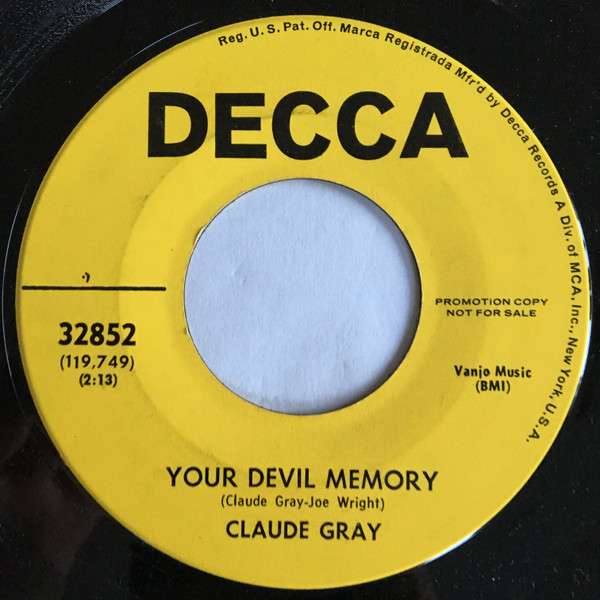 Reg. U.S. Pat. Off. Marca Registrada Mfr'd by Decca Records A Div. of MCA, Inc., New York, U.S.A.
DECCA
32852
(119,749)
(2:13)
PROMOTION COPY
NOT FOR SALE
Vanjo Music
(BMI)
YOUR DEVIL MEMORY
(Claude Gray-Joe Wright)
CLAUDE GRAY